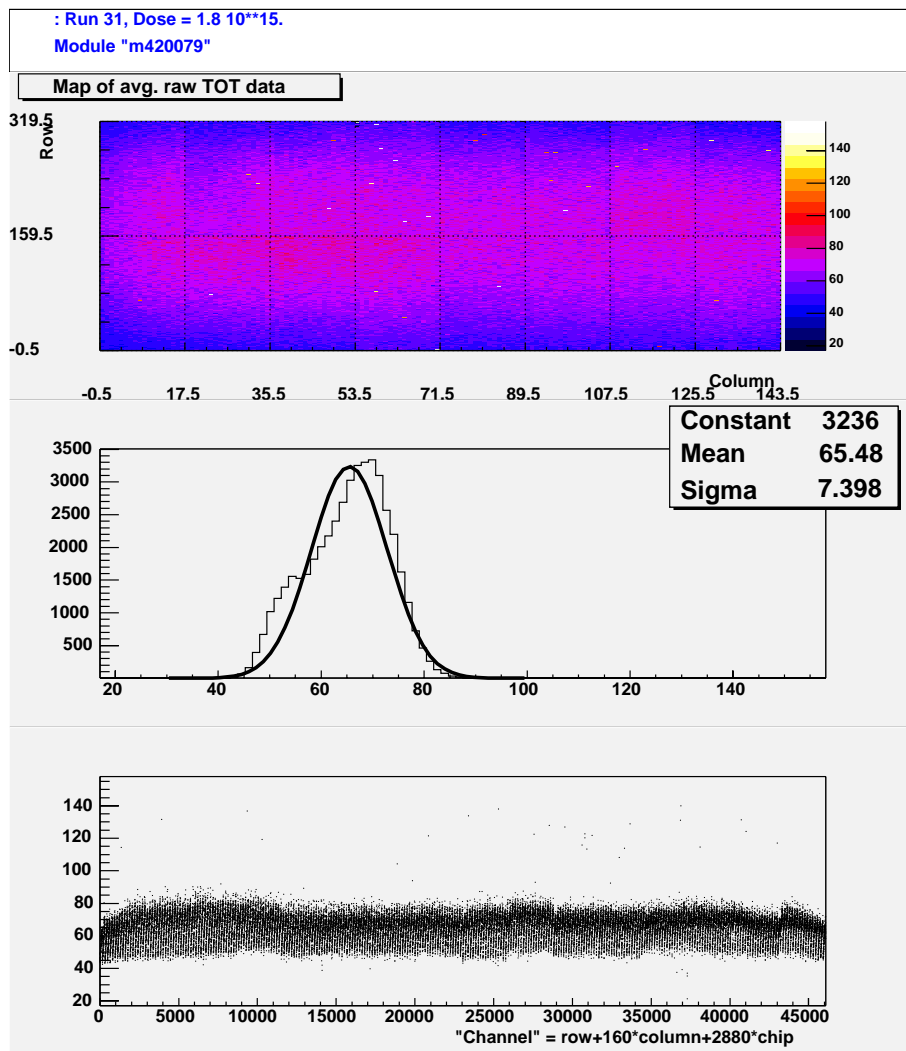 : Run 31, Dose = 1.8 10**15.
Module "m420079"
Map of avg. raw TOT data
Row
319.5
159.5
-0.5
140
120
100
80
60
40
20
Column
-0.5 17.5 35.5 53.5 71.5 89.5 107.5 125.5 143.5
Constant 3236
Mean 65.48
Sigma 7.398
3500
3000
2500
2000
1500
1000
500
20 40 60 80 100 120 140
140
120
100
80
60
40
20
0 5000 10000 15000 20000 25000 30000 35000 40000 45000
"Channel" = row+160*column+2880*chip